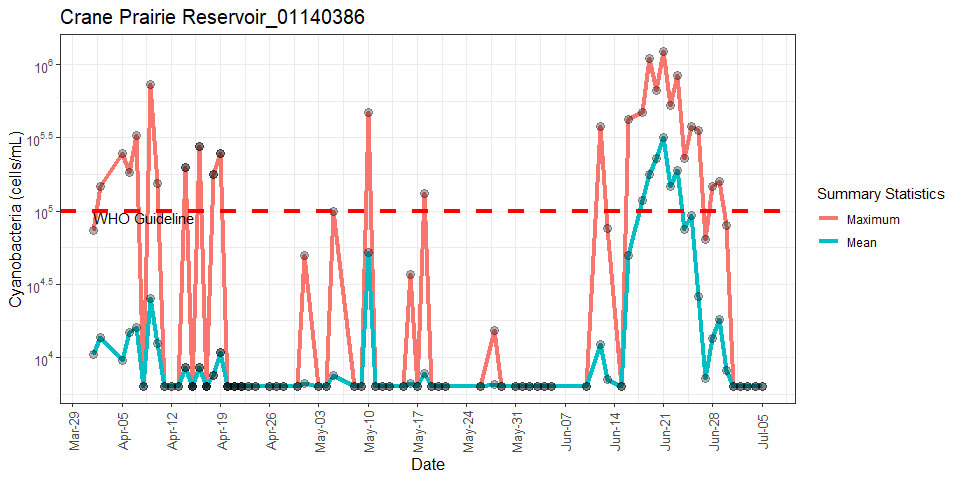 Crane Prairie Reservoir_01140386
Cyanobacteria (cells/mL)
10^6
10^5.5
10^5
10^4.5
10^4
WHO Guideline
Mar-29
Apr-05
Apr-12
Apr-19
Apr-26
May-03
May-10
May-17
May-24
May-31
Jun-07
Jun-14
Jun-21
Jun-28
Jul-05
Date
Summary Statistics
Maximum
Mean